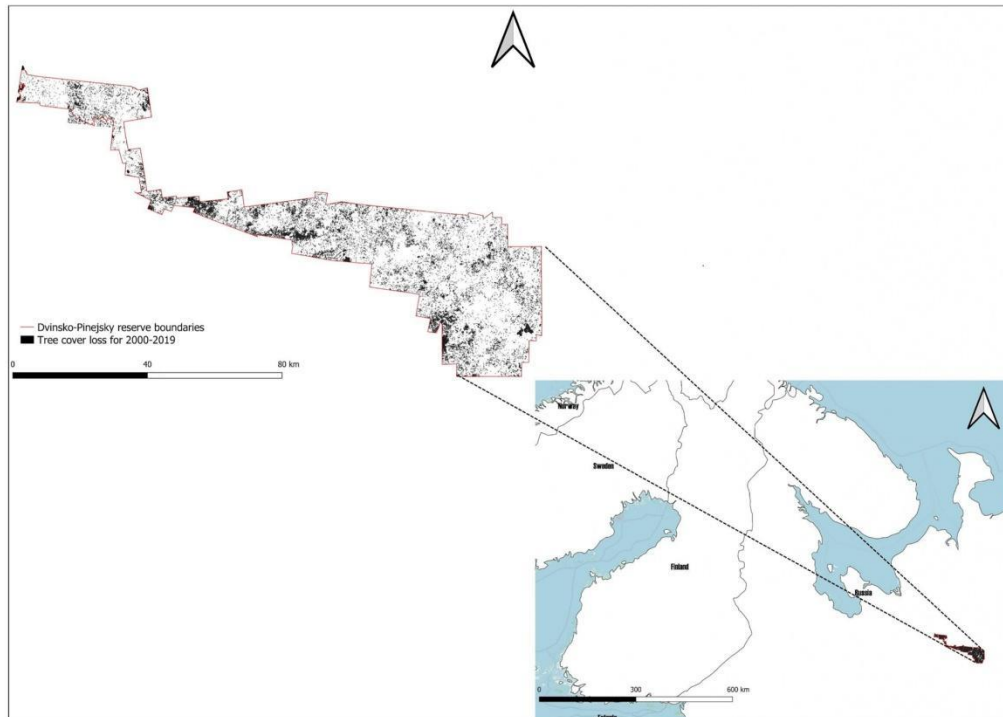 Dvinsko-Pinejsky reserve boundaries
Tree cover loss for 2000-2019
0 40 80 km
Norway
Sweden
Finland
Russia
0 300 600 km